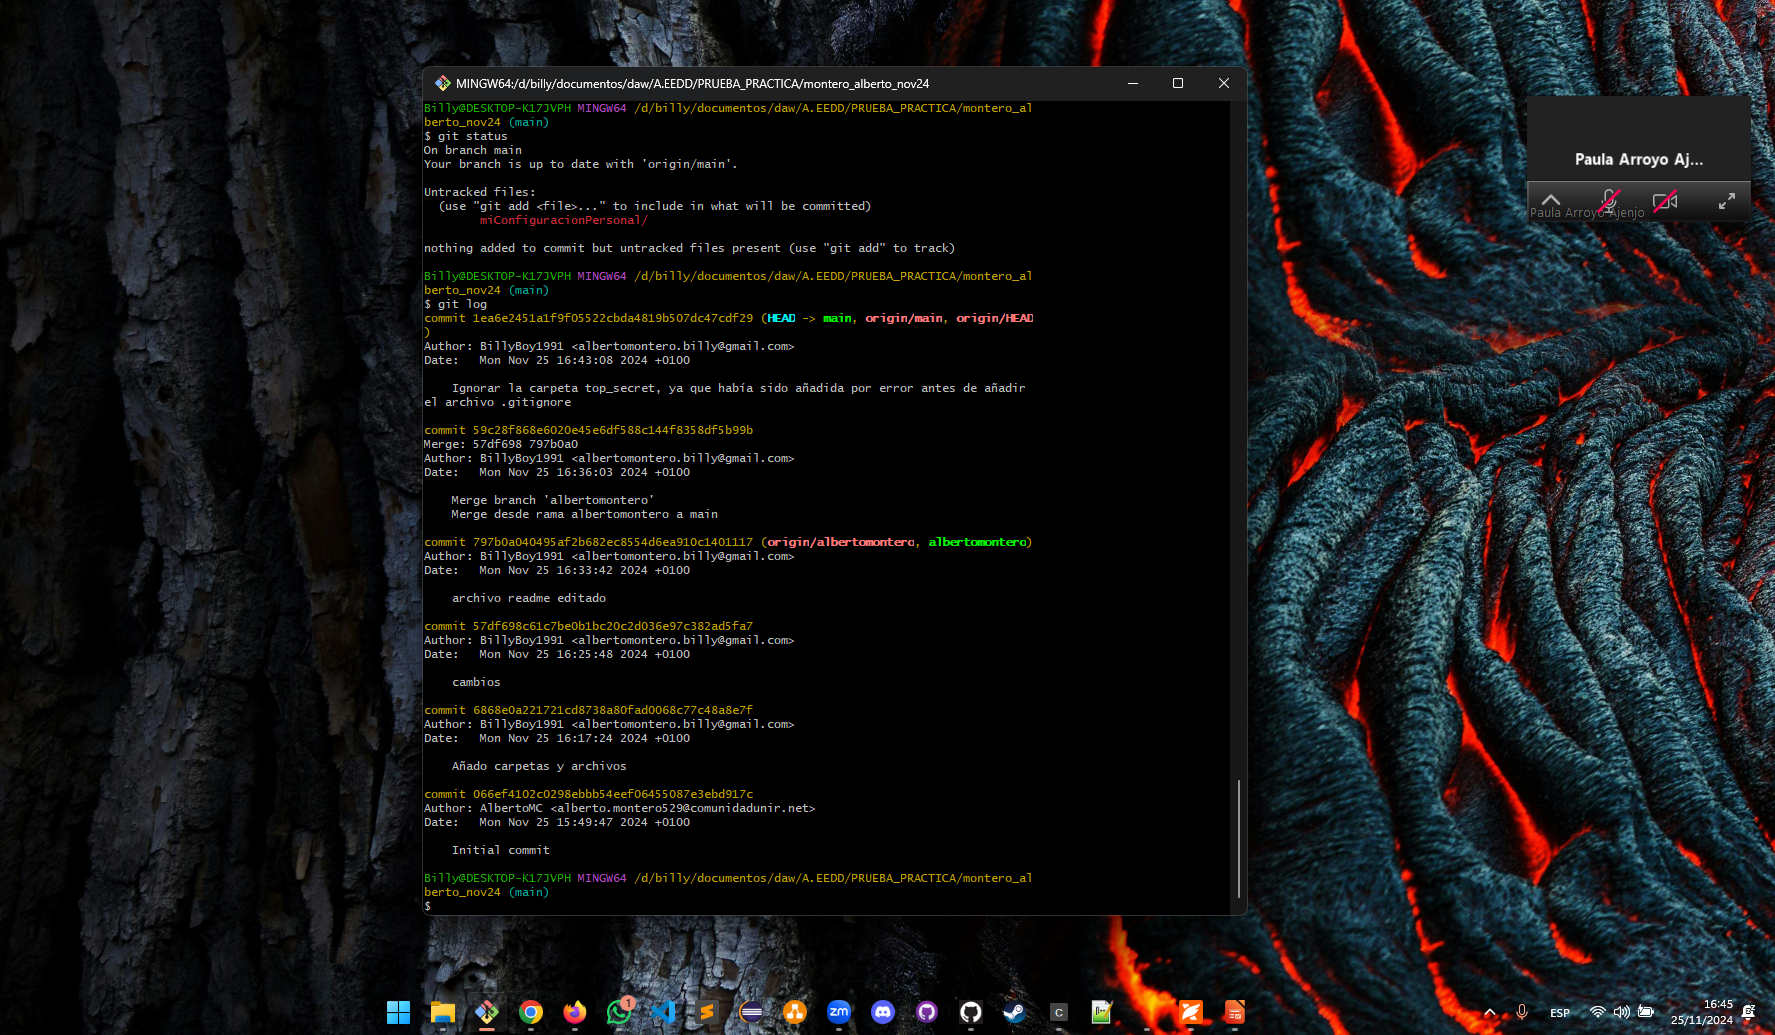 MINGW64:/d/billy/documentos/daw/A.EEDD/PRUEBA_PRACTICA/montero_alberto_nov24
Billy@DESKTOP-K17JVPH MINGW64 /d/billy/documentos/daw/A.EEDD/PRUEBA_PRACTICA/montero_al
berto_nov24 (main)
$ git status
On branch main
Your branch is up to date with 'origin/main'.
Untracked files:
(use "git add <file>..." to include in what will be committed)
miConfiguracionPersonal/
nothing added to commit but untracked files present (use "git add" to track)
Billy@DESKTOP-K17JVPH MINGW64 /d/billy/documentos/daw/A.EEDD/PRUEBA_PRACTICA/montero_al
berto_nov24 (main)
$ git log
commit 1ea6e2451a1f9f05522cbda4819b507dc47cdf29 (HEAD -> main, origin/main, origin/HEAD
)
Author: BillyBoy1991 <albertomontero.billy@gmail.com>
Date:   Mon Nov 25 16:43:08 2024 +0100
Ignorar la carpeta top_secret, ya que había sido añadida por error antes de añadir
el archivo .gitignore
commit 59c28f868e6020e45e6df588c144f8358df5b99b
Merge: 57df698 797b0a0
Author: BillyBoy1991 <albertomontero.billy@gmail.com>
Date:   Mon Nov 25 16:36:03 2024 +0100
Merge branch 'albertomontero'
Merge desde rama albertomontero a main
commit 797b0a040495af2b682ec8554d6ea910c1401117 (origin/albertomontero, albertomontero)
Author: BillyBoy1991 <albertomontero.billy@gmail.com>
Date:   Mon Nov 25 16:33:42 2024 +0100
archivo readme editado
commit 57df698c61c7be0b1bc20c2d036e97c382ad5fa7
Author: BillyBoy1991 <albertomontero.billy@gmail.com>
Date:   Mon Nov 25 16:25:48 2024 +0100
cambios
commit 6868e0a221721cd8738a80fad0068c77c48a8e7f
Author: BillyBoy1991 <albertomontero.billy@gmail.com>
Date:   Mon Nov 25 16:17:24 2024 +0100
Añado carpetas y archivos
commit 066ef4102c0298ebbb54eef06455087e3ebd917c
Author: AlbertoMC <alberto.montero529@comunidadunir.net>
Date:   Mon Nov 25 15:49:47 2024 +0100
Initial commit
Billy@DESKTOP-K17JVPH MINGW64 /d/billy/documentos/daw/A.EEDD/PRUEBA_PRACTICA/montero_al
berto_nov24 (main)
$
Paula Arroyo Aj...
Paula Arroyo Ajenjo
1
zm
C
ESP
16:45
25/11/2024